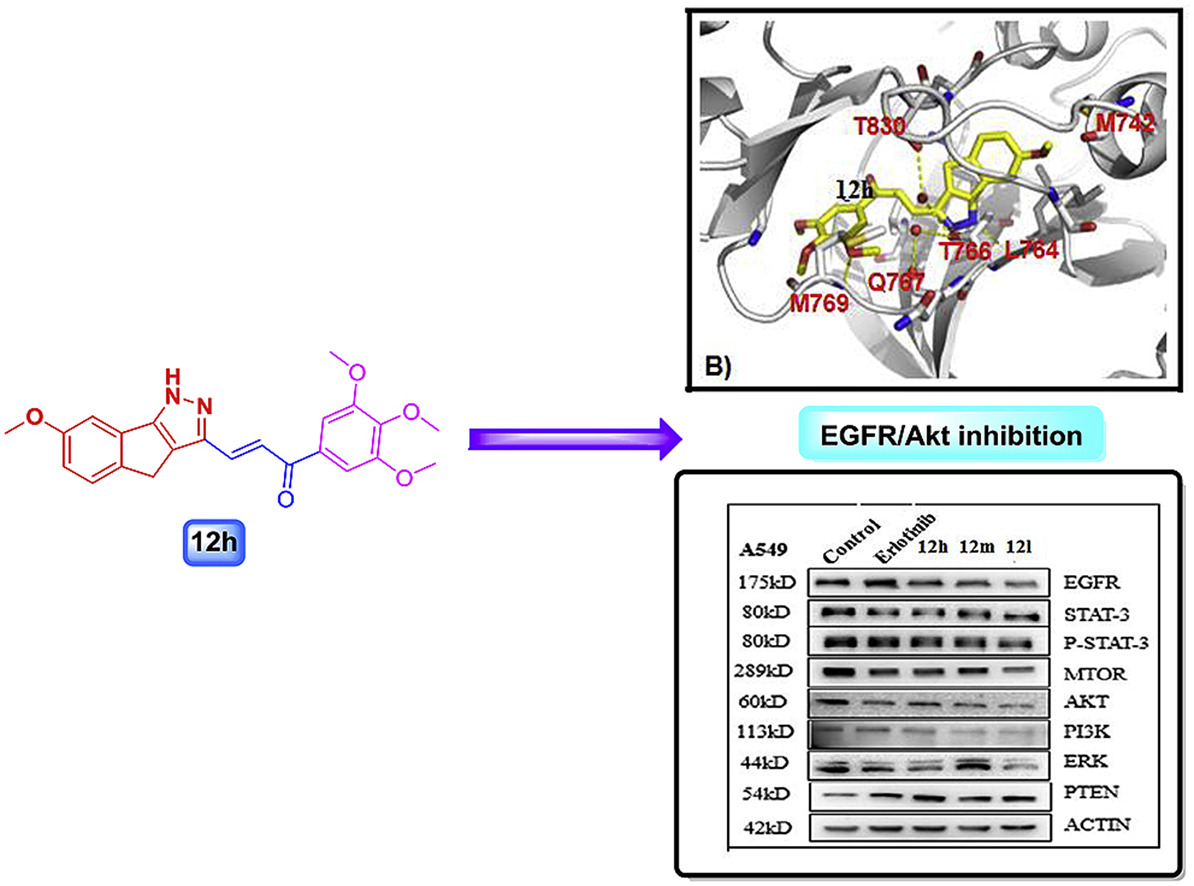 T830
M742
12h
T766
L764
Q767
M769
B)
H
N
N
O
O
O
O
O
12h
EGFR/Akt inhibition
A549
Control
Erlotinib
12h
12m
12l
175kD
EGFR
80kD
STAT-3
80kD
P-STAT-3
289kD
MTOR
60kD
AKT
113kD
PI3K
44kD
ERK
54kD
PTEN
42kD
ACTIN